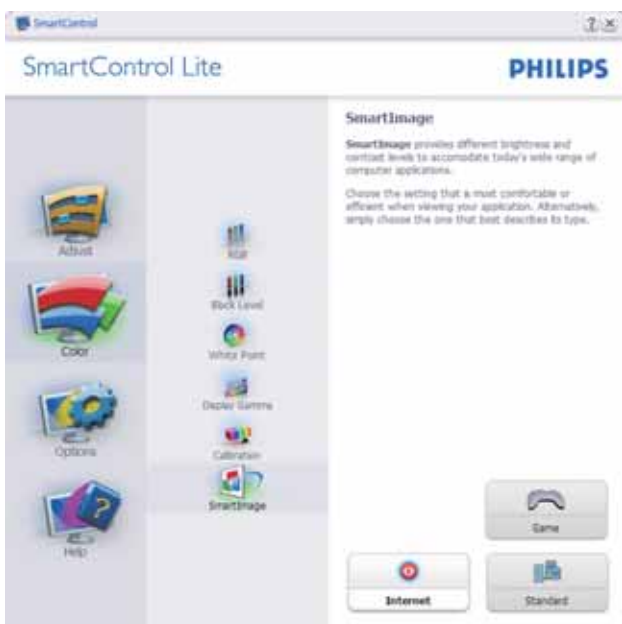 SmartControl
? ×
SmartControl Lite
PHILIPS
Adjust
Color
Options
Help
RGB
Black Level
White Point
Display Gamma
Calibration
SmartImage
SmartImage
SmartImage provides different brightness and
contrast levels to accomodate today's wide range of
computer applications.
Choose the setting that is most comfortable or
efficient when viewing your application. Alternatively,
simply choose the one that best describes its type.
Game
Internet
Standard